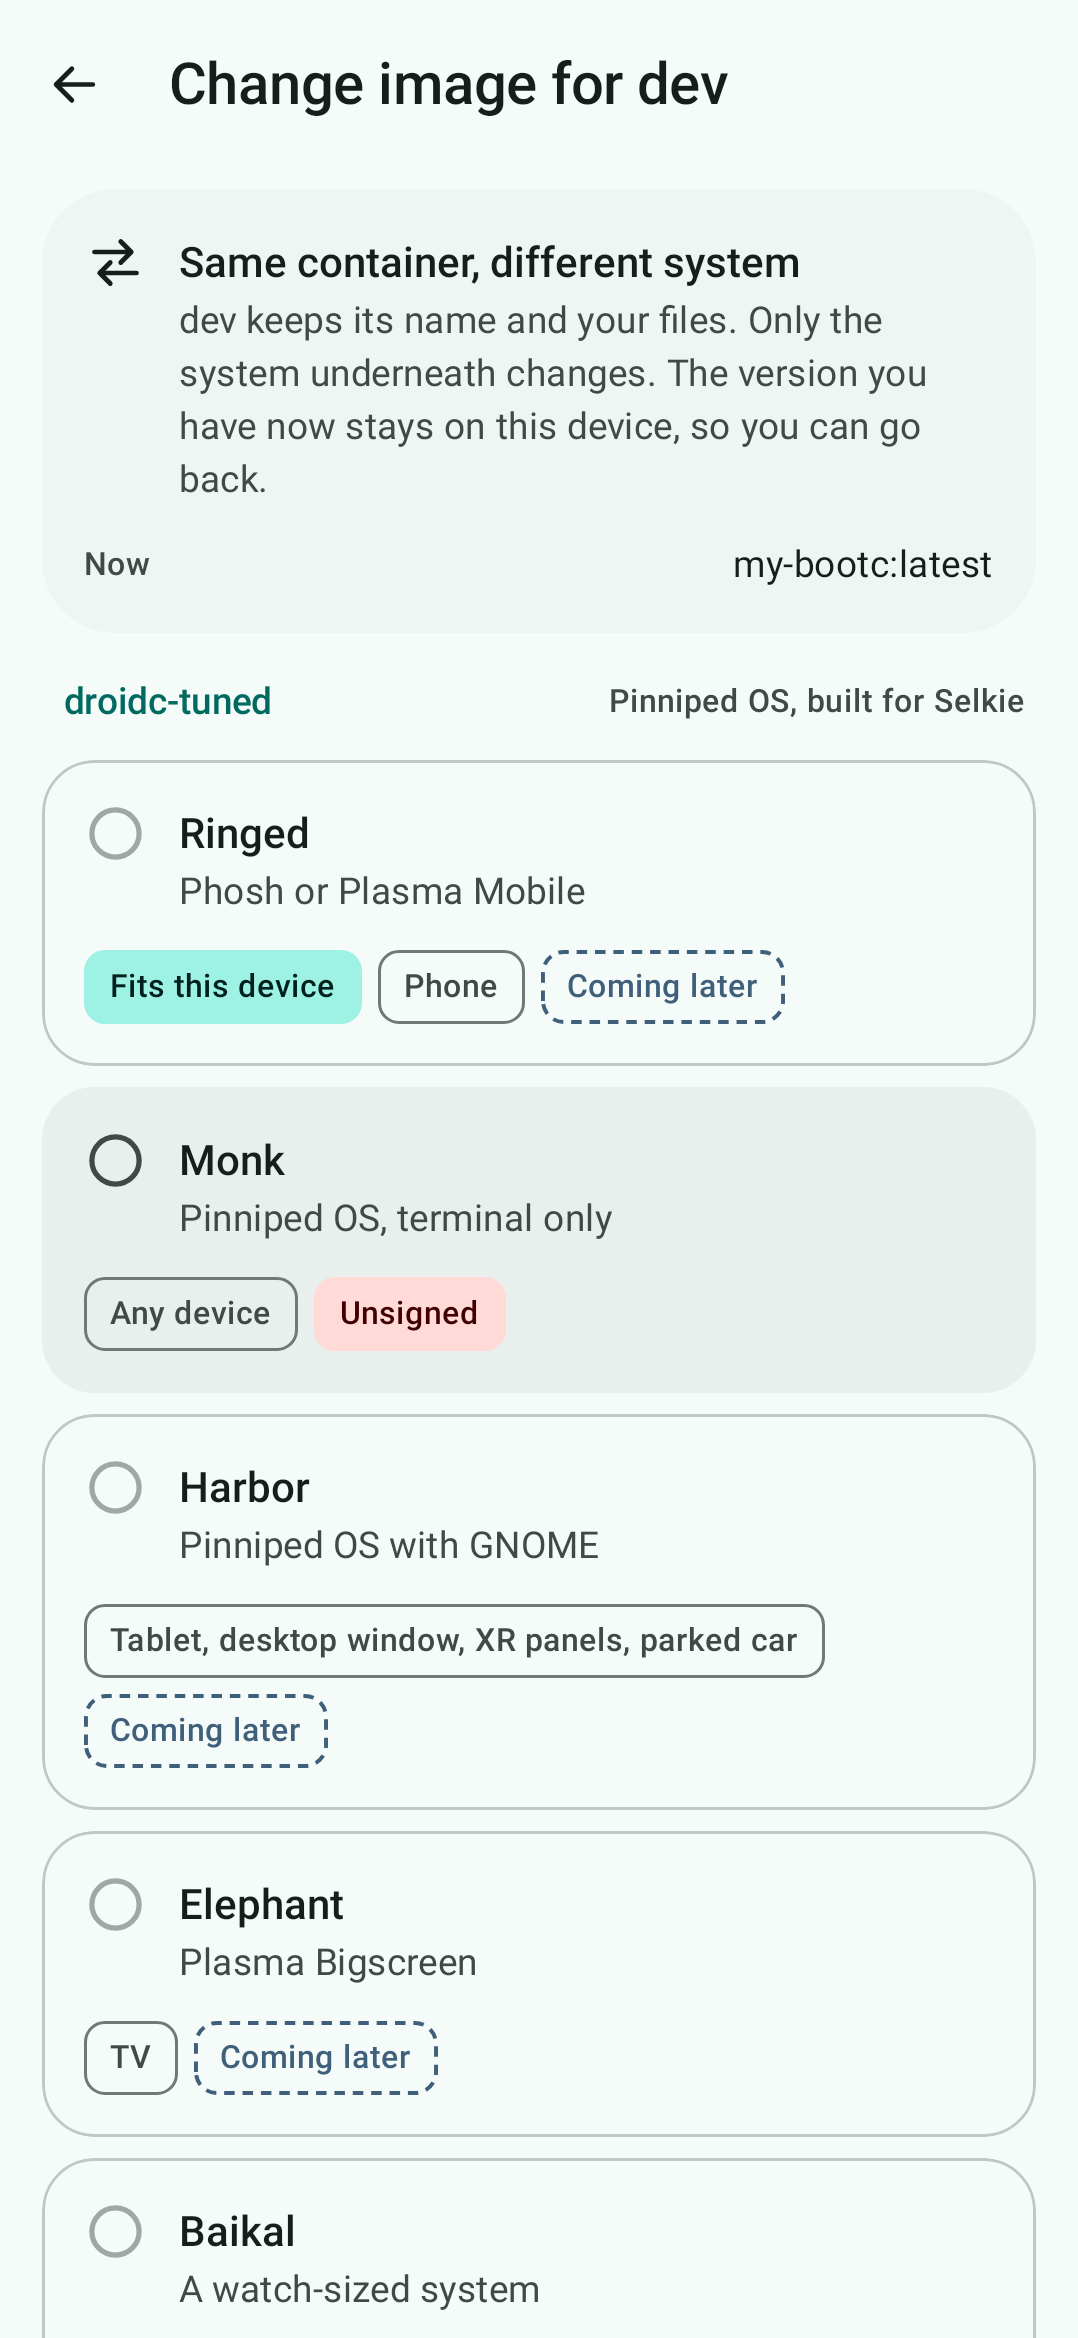 Change image for dev
Same container, different system
dev keeps its name and your files. Only the
system underneath changes. The version you
have now stays on this device, so you can go
back.
Now my-bootc:latest
droidc-tuned Pinniped OS, built for Selkie
Ringed
Phosh or Plasma Mobile
Fits this device Phone Coming later
Monk
Pinniped OS, terminal only
Any device Unsigned
Harbor
Pinniped OS with GNOME
Tablet, desktop window, XR panels, parked car
Coming later
Elephant
Plasma Bigscreen
TV Coming later
Baikal
A watch-sized system